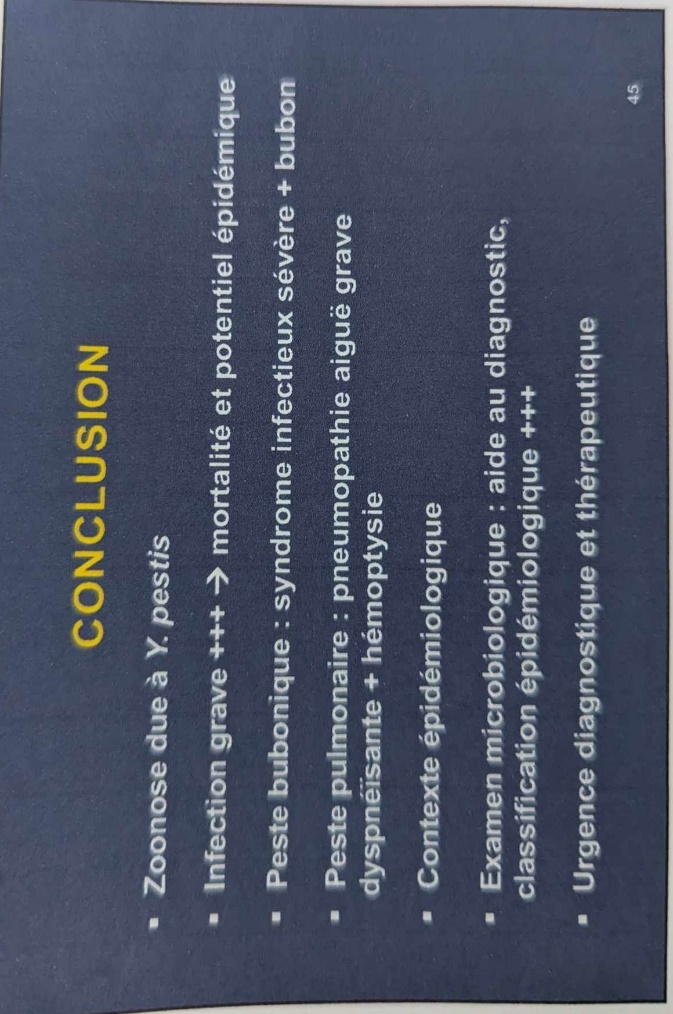 CONCLUSION
▪ Zoonose due à Y. pestis
▪ Infection grave +++ → mortalité et potentiel épidémique
▪ Peste bubonique : syndrome infectieux sévère + bubon
▪ Peste pulmonaire : pneumopathie aiguë grave
dyspnéisante + hémoptysie
▪ Contexte épidémiologique
▪ Examen microbiologique : aide au diagnostic,
classification épidémiologique +++
▪ Urgence diagnostique et thérapeutique
45